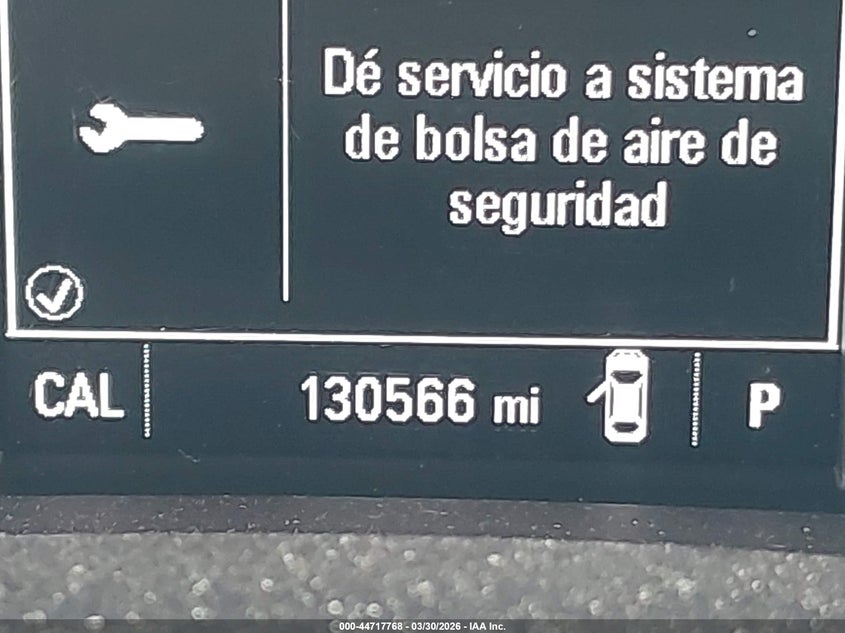 Dé servicio a sistema
de bolsa de aire de
seguridad
CAL 130566 mi P
000-44717768 - 03/30/2026 - IAA Inc.